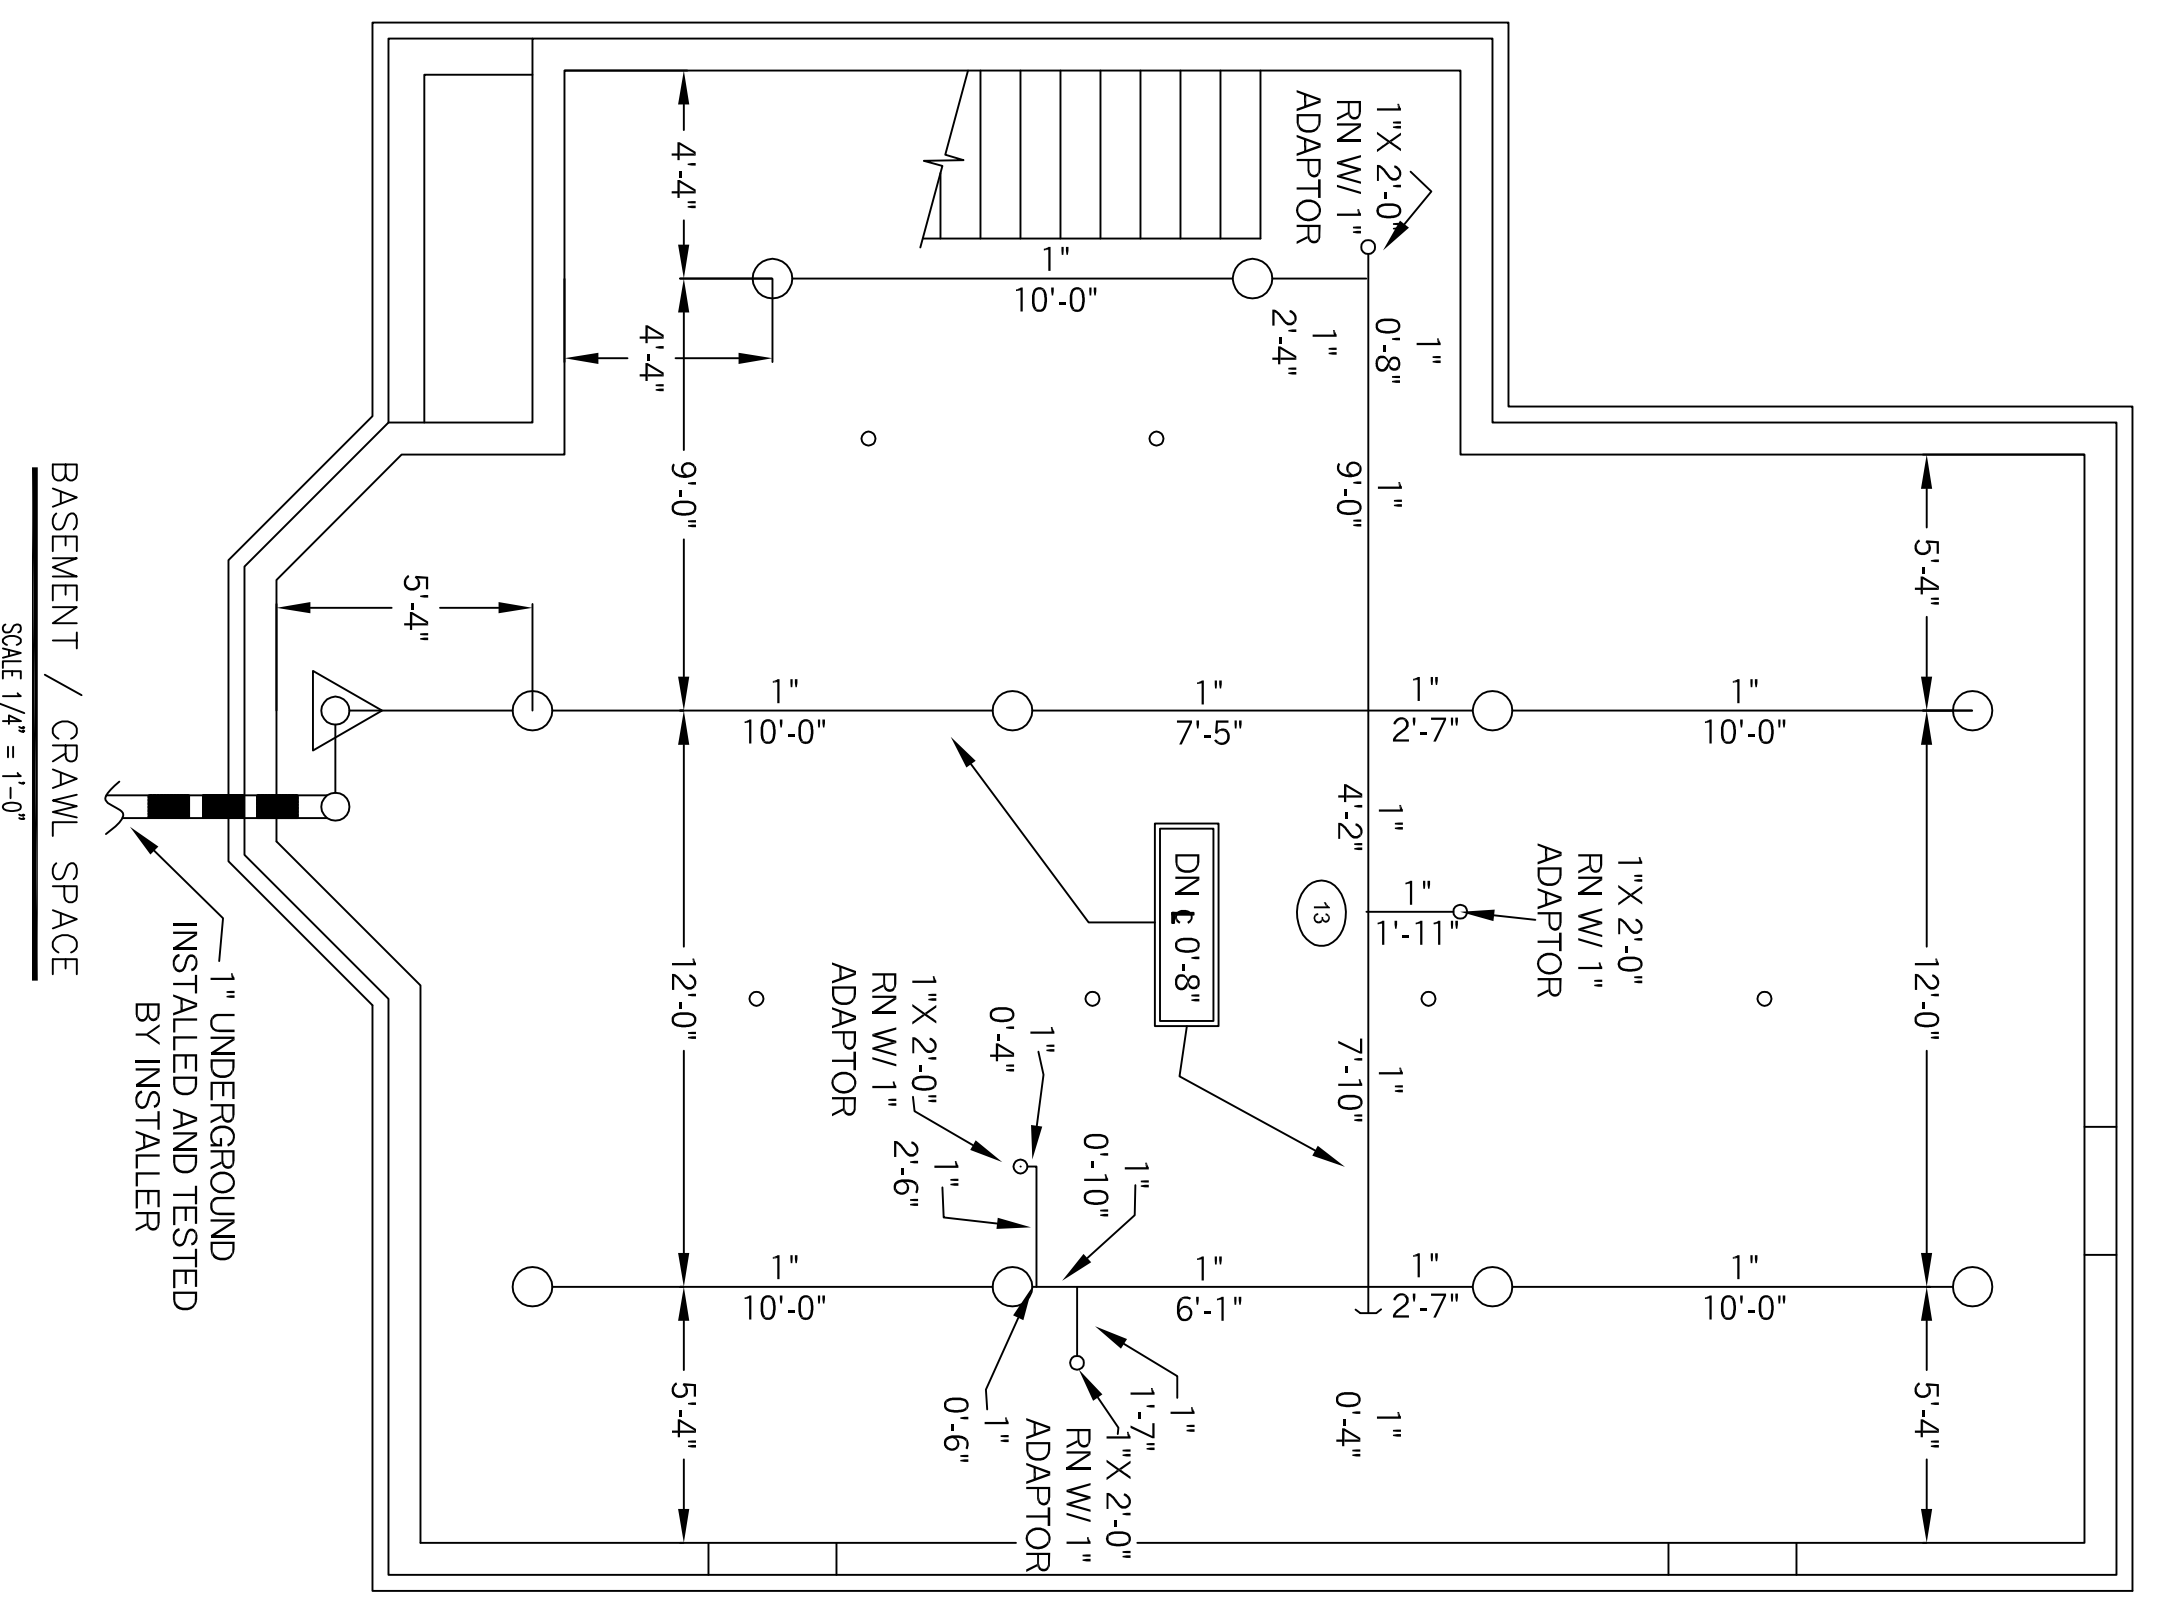 1"X 2'-0"
RN W/ 1"
ADAPTOR
4'-4"
1"
10'-0"
1"
2'-4"
1"
0'-8"
4'-4"
9'-0"
1"
9'-0"
5'-4"
5'-4"
1"
10'-0"
1"
7'-5"
1"
2'-7"
1"
10'-0"
1"
4'-2"
1"X 2'-0"
RN W/ 1"
ADAPTOR
DN ⅊ 0'-8"
13
1"
1'-11"
12'-0"
12'-0"
1"
7'-10"
1"X 2'-0"
RN W/ 1"
ADAPTOR
1"
0'-4"
1"
2'-6"
1"
0'-10"
1"
10'-0"
1"
6'-1"
1"
2'-7"
1"
10'-0"
5'-4"
1"
0'-6"
1"
1'-7"
1"X 2'-0"
RN W/ 1"
ADAPTOR
1"
0'-4"
5'-4"
1" UNDERGROUND
INSTALLED AND TESTED
BY INSTALLER
BASEMENT / CRAWL SPACE
SCALE 1/4" = 1'-0"